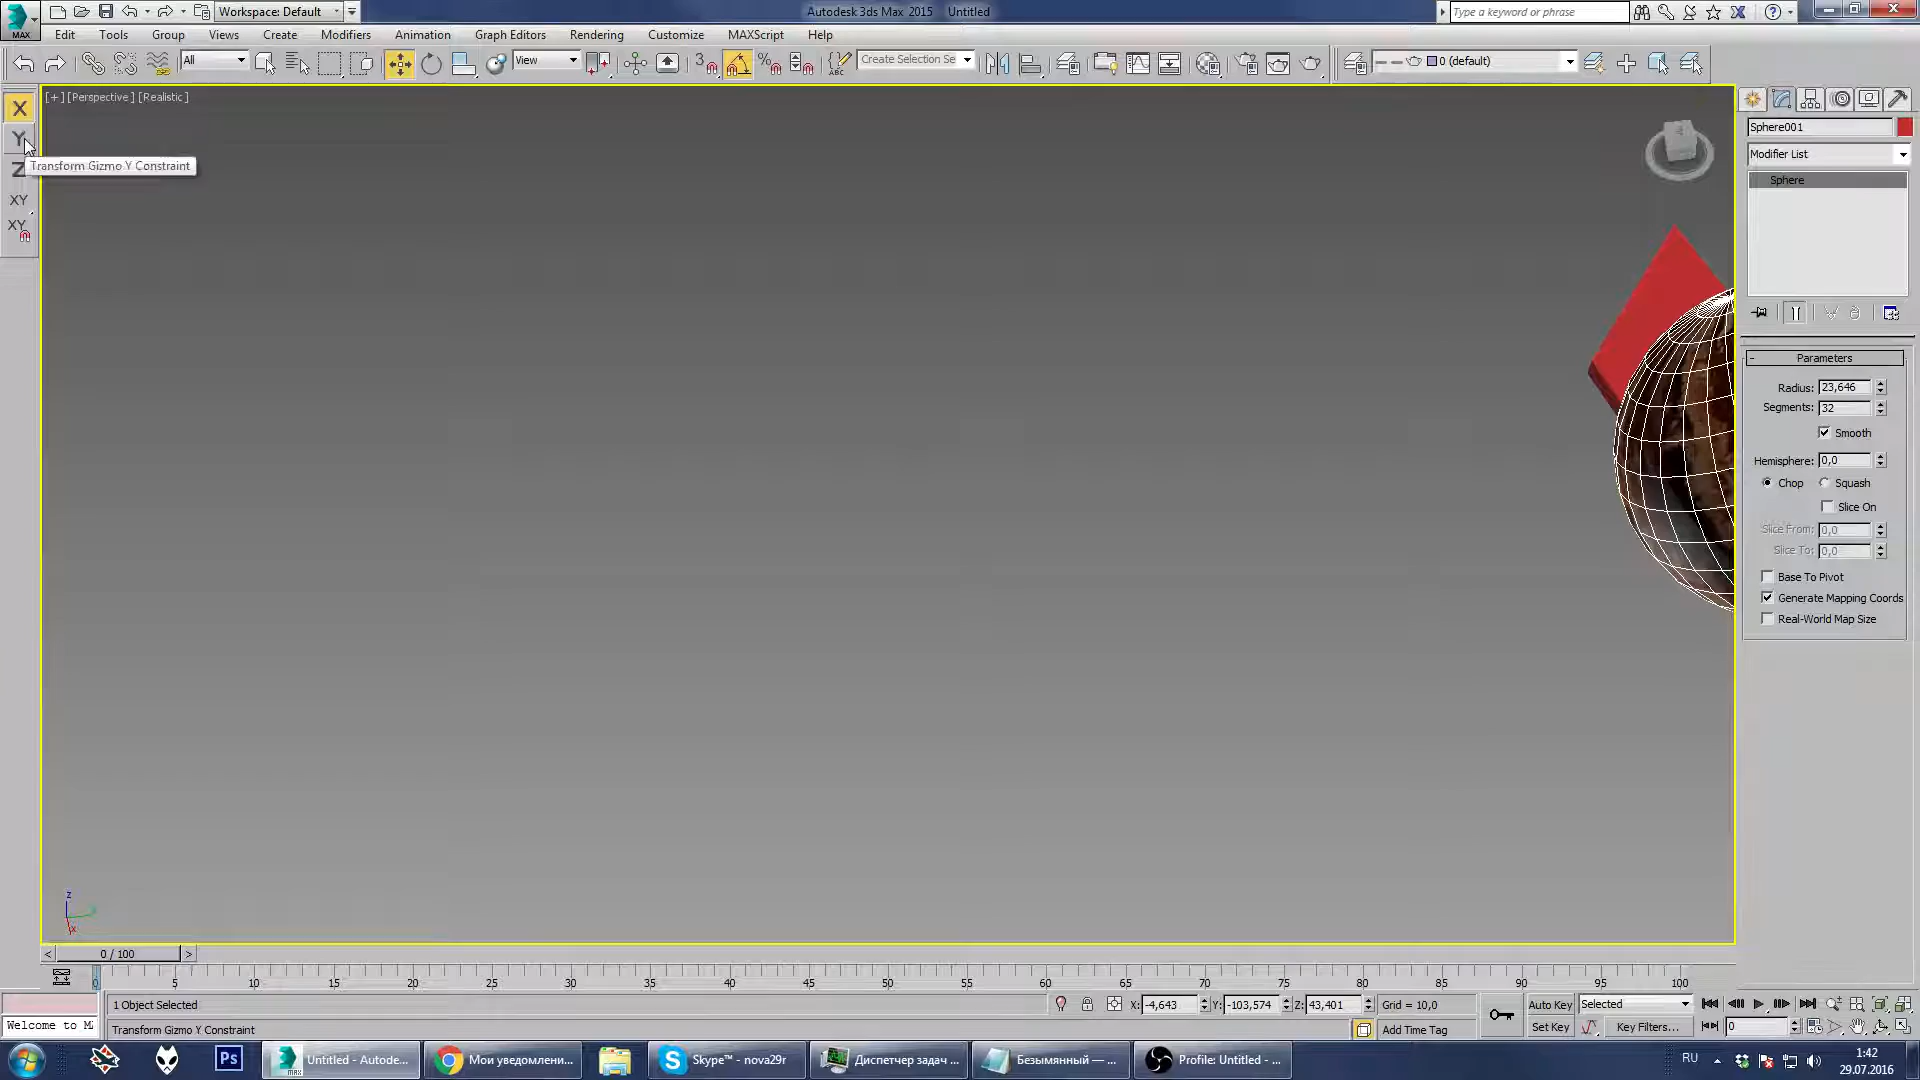 Workspace: Default
Autodesk 3ds Max 2015 Untitled
Type a keyword or phrase
MAX
Edit Tools Group Views Create Modifiers Animation Graph Editors Rendering Customize MAXScript Help
All
View
3
ABC
Create Selection Se
0 (default)
[+] [Perspective] [Realistic]
X
Y
Transform Gizmo Y Constraint
Z
XY
XY
Sphere001
Modifier List
Sphere
Parameters
Radius: 23,646
Segments: 32
Smooth
Hemisphere: 0,0
Chop Squash
Slice On
Slice From: 0,0
Slice To: 0,0
Base To Pivot
Generate Mapping Coords
Real-World Map Size
z
x
< 0 / 100 >
0 5 10 15 20 25 30 35 40 45 50 55 60 65 70 75 80 85 90 95 100
1 Object Selected
X: -4,643 Y: -103,574 Z: 43,401 Grid = 10,0
Auto Key Selected
Welcome to M
Transform Gizmo Y Constraint
Add Time Tag
Set Key Key Filters... 0
Ps
Untitled - Autode...
Мои уведомлени...
Skype™ - nova29r
Диспетчер задач ...
Безымянный — ...
Profile: Untitled - ...
RU
1:42
29.07.2016